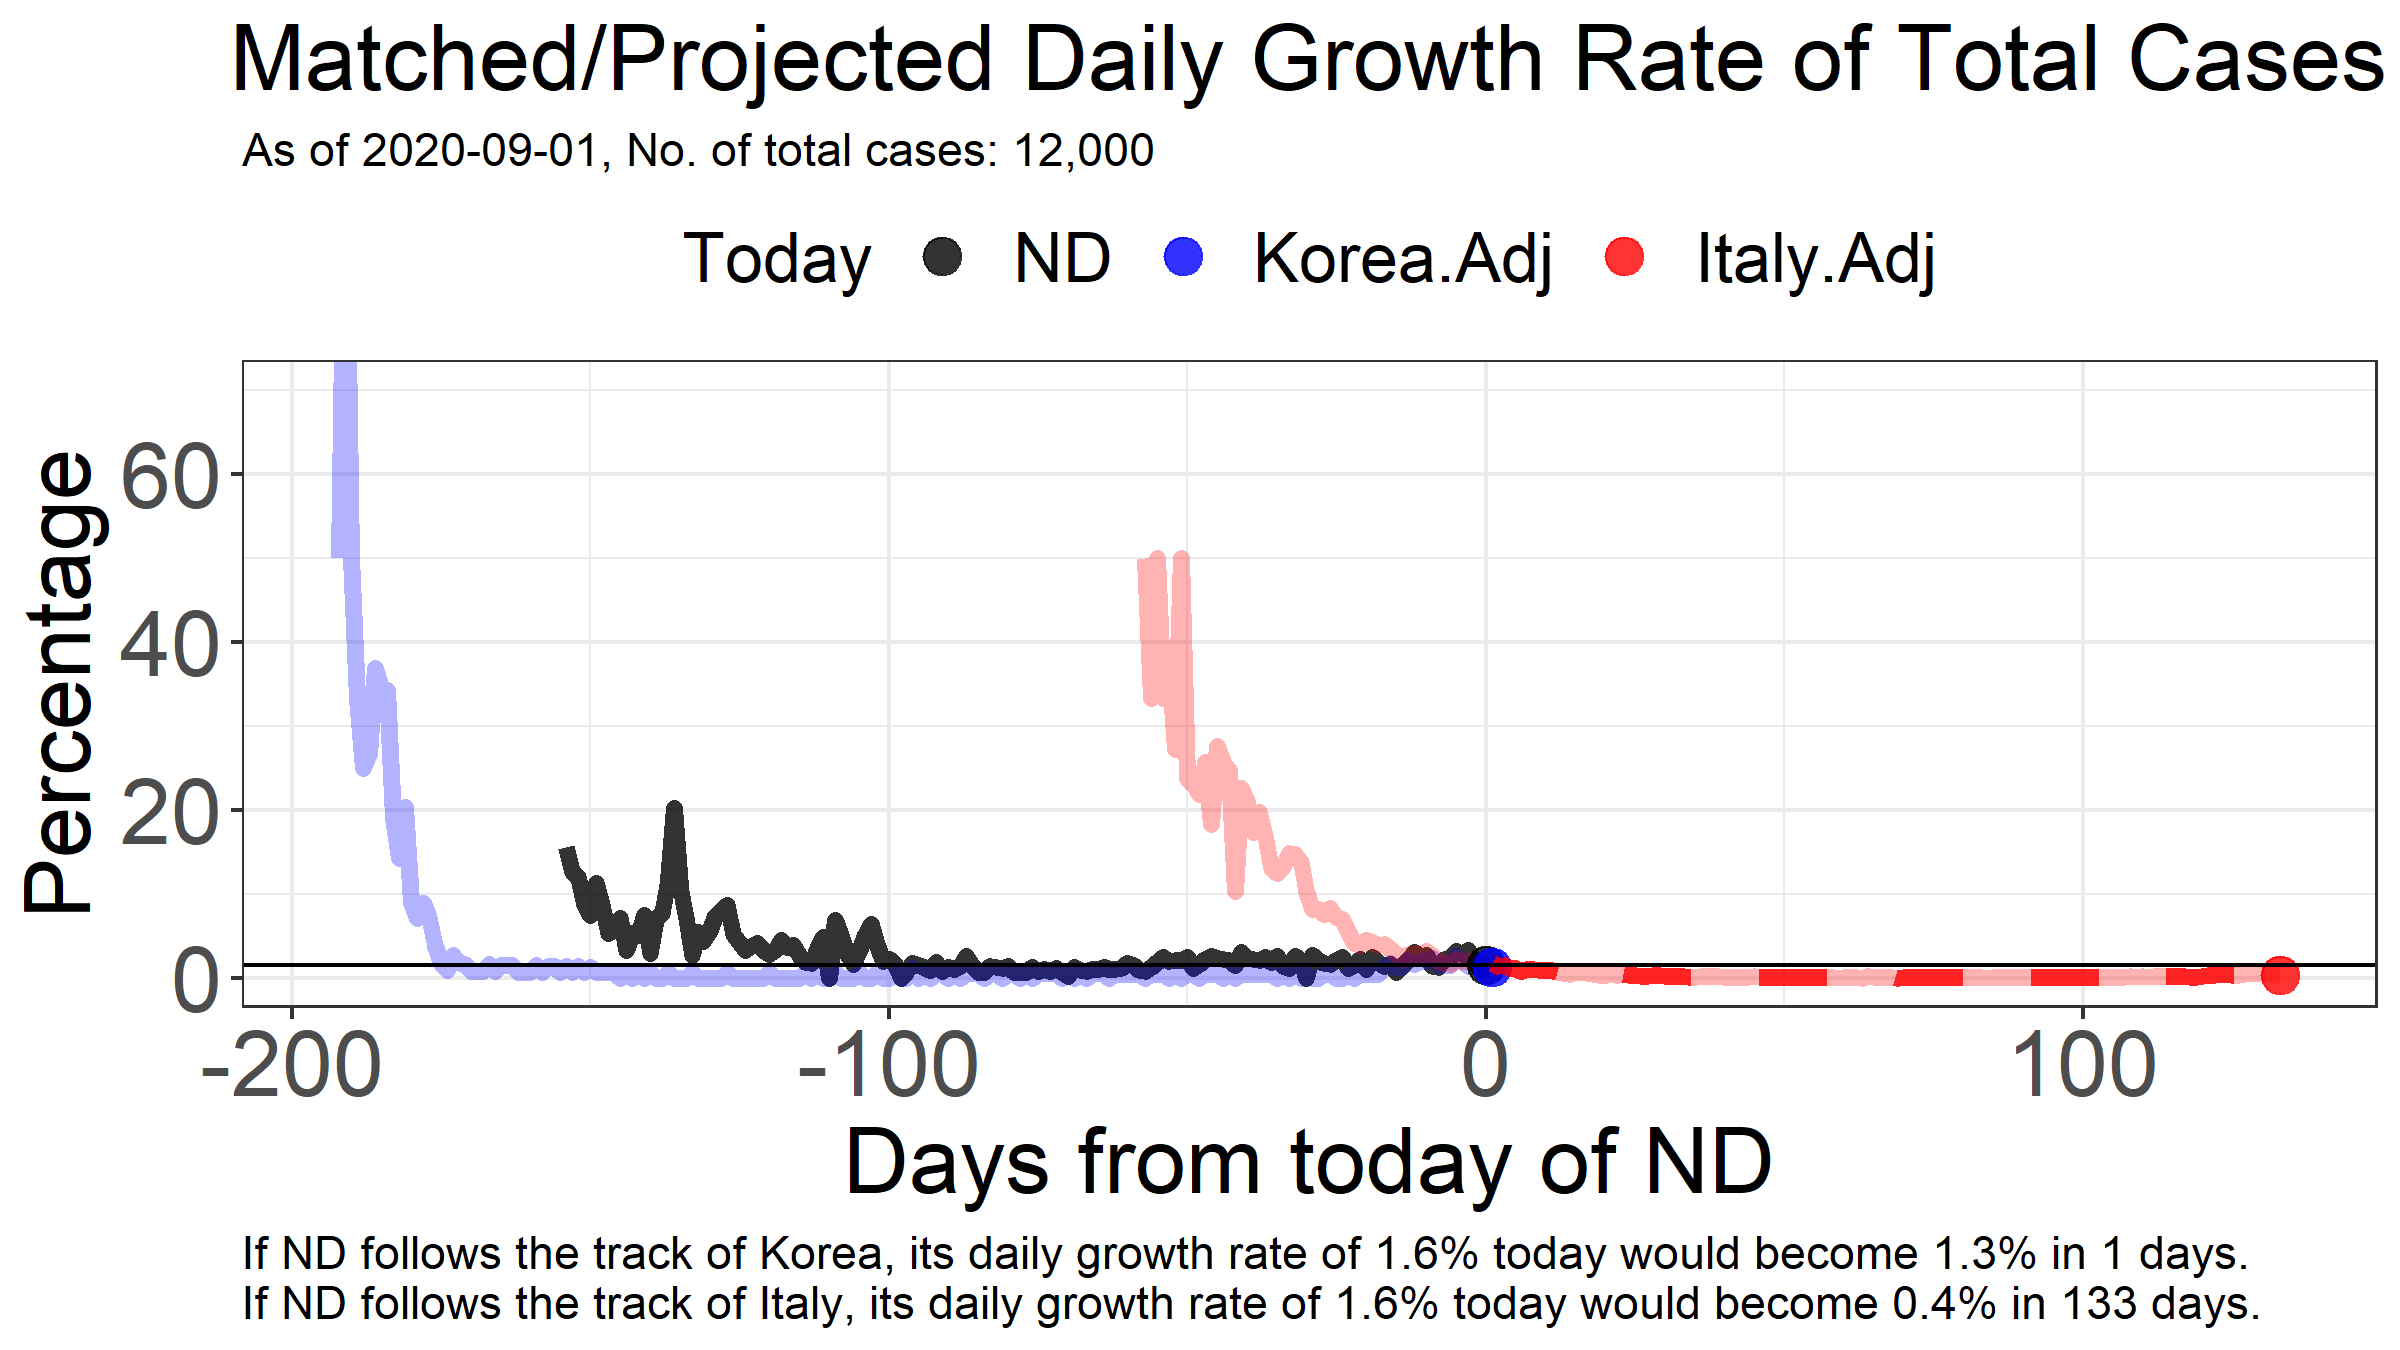 Matched/Projected Daily Growth Rate of Total Cases
As of 2020-09-01, No. of total cases: 12,000
Today ND Korea.Adj Italy.Adj
Percentage
60
40
20
0
-200 -100 0 100
Days from today of ND
If ND follows the track of Korea, its daily growth rate of 1.6% today would become 1.3% in 1 days.
If ND follows the track of Italy, its daily growth rate of 1.6% today would become 0.4% in 133 days.